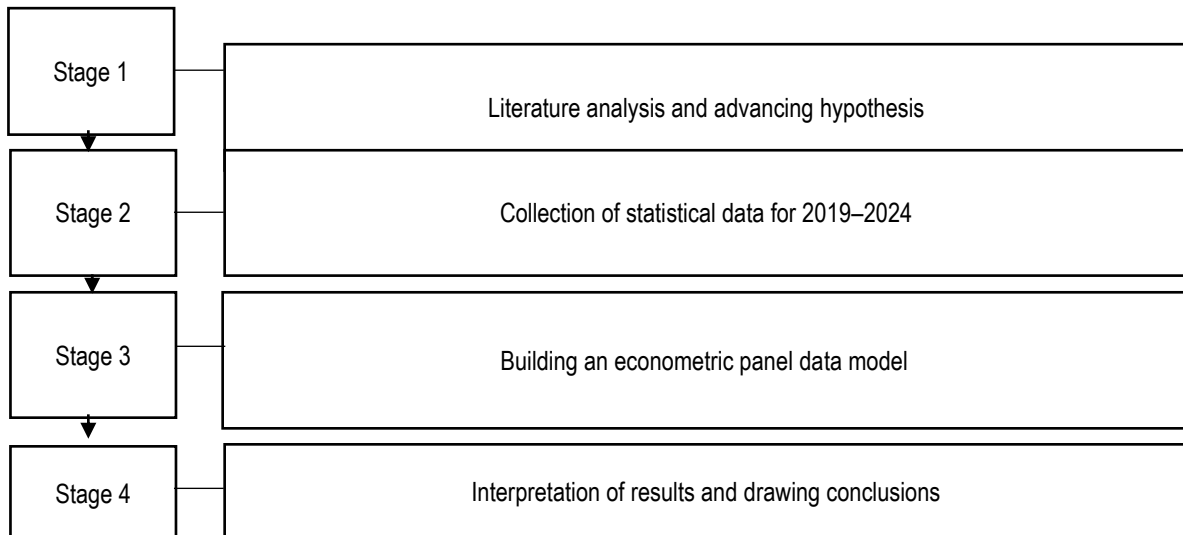 Stage 1
Literature analysis and advancing hypothesis
Stage 2
Collection of statistical data for 2019–2024
Stage 3
Building an econometric panel data model
Stage 4
Interpretation of results and drawing conclusions